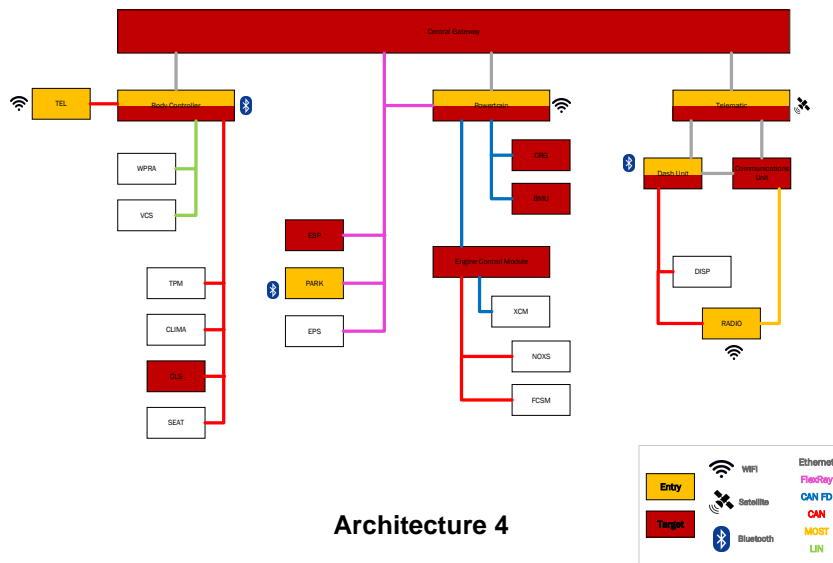 Central Gateway
TEL
Body Controller
Powertrain
Telematic
WPRA
VCS
CRG
BMU
Dash Unit
Communications
Unit
ESP
PARK
EPS
Engine Control Module
XCM
NOXS
FCSM
TPM
CLIMA
CLS
SEAT
DISP
RADIO
Architecture 4
Entry
Target
WiFi
Satellite
Bluetooth
Ethernet
FlexRay
CAN FD
CAN
MOST
LIN